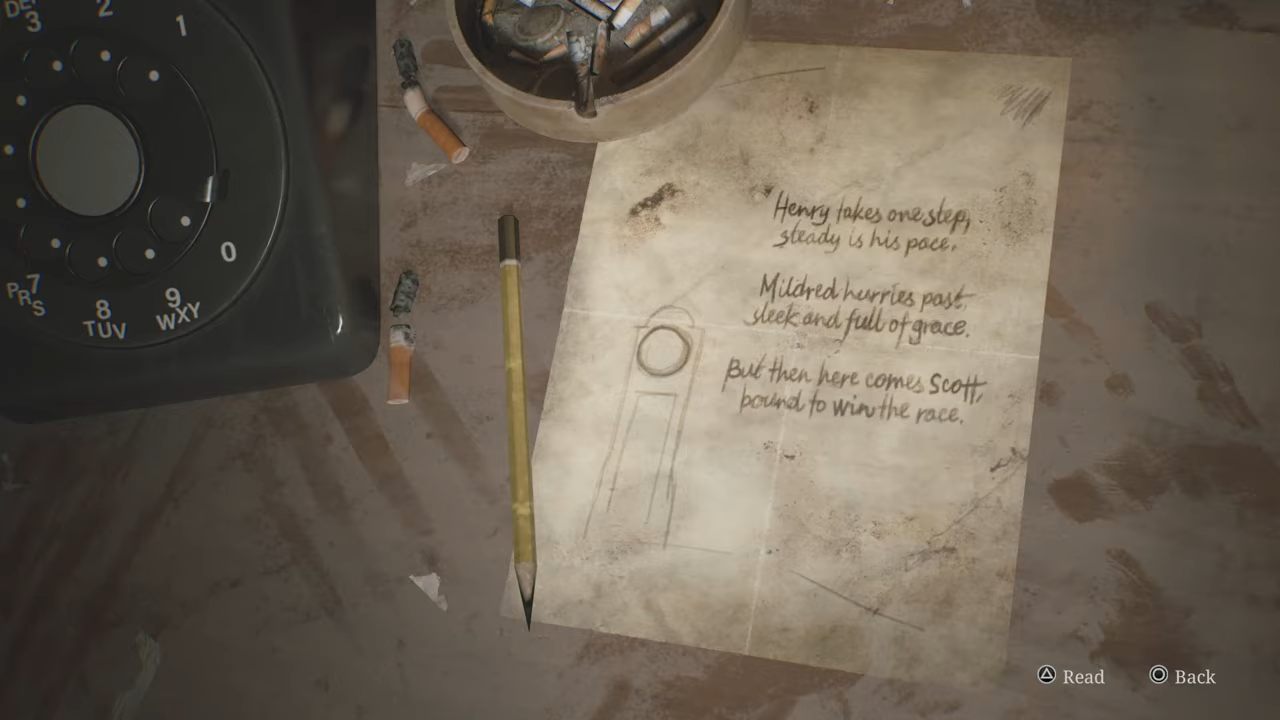 DEF
3
2
1
0
9
WXY
8
TUV
7
PRS
Henry takes one step,
steady is his pace.
Mildred hurries past,
sleek and full of grace.
But then here comes Scott,
bound to win the race.
Read
Back